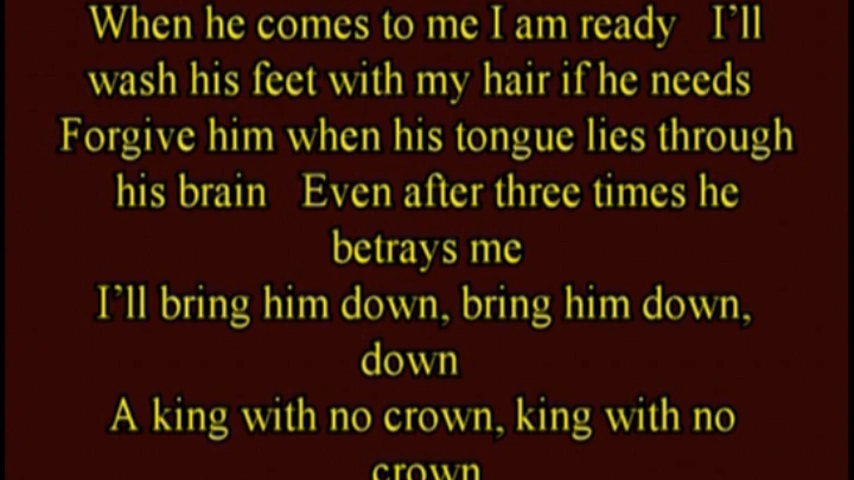 When he comes to me I am ready   I’ll
wash his feet with my hair if he needs
Forgive him when his tongue lies through
his brain   Even after three times he
betrays me
I’ll bring him down, bring him down,
down
A king with no crown, king with no
crown